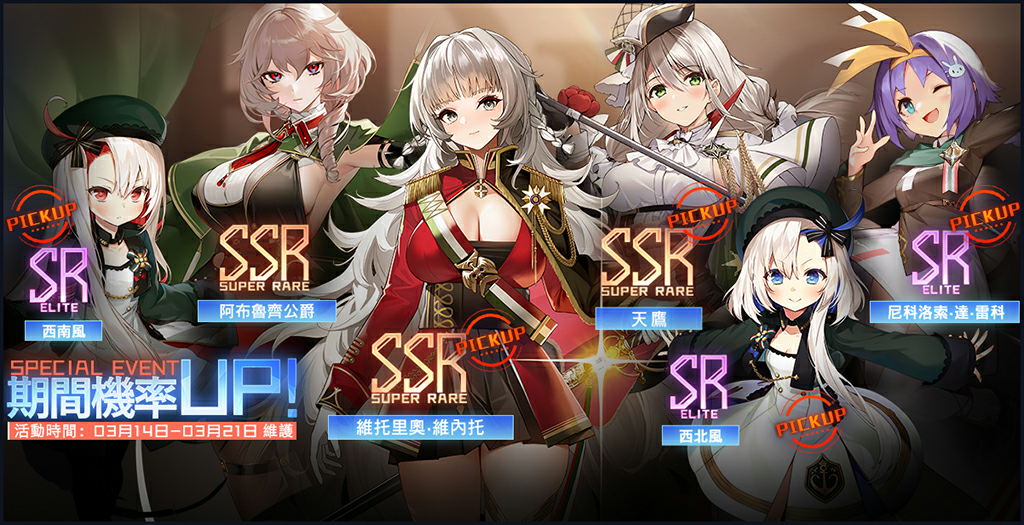 PICKUP
SR
ELITE
西南風
SSR
SUPER RARE
阿布魯齊公爵
SSR
SUPER RARE
維托里奧·維內托
PICKUP
SSR
SUPER RARE
天鷹
PICKUP
SR
ELITE
西北風
PICKUP
SR
ELITE
尼科洛索·達·雷科
PICKUP
SPECIAL EVENT
期間機率UP!
活動時間：03月14日-03月21日 維護